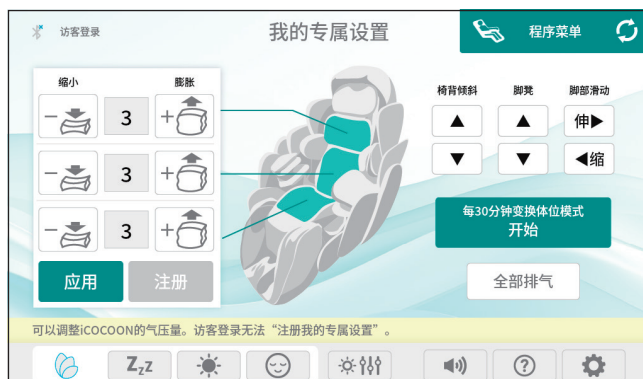 访客登录
我的专属设置
程序菜单
缩小 膨胀
3
3
3
应用 注册
椅背倾斜 脚凳 脚部滑动
伸▶
◀缩
每30分钟变换体位模式
开始
全部排气
可以调整iCOCOON的气压量。访客登录无法“注册我的专属设置”。
ZzZ